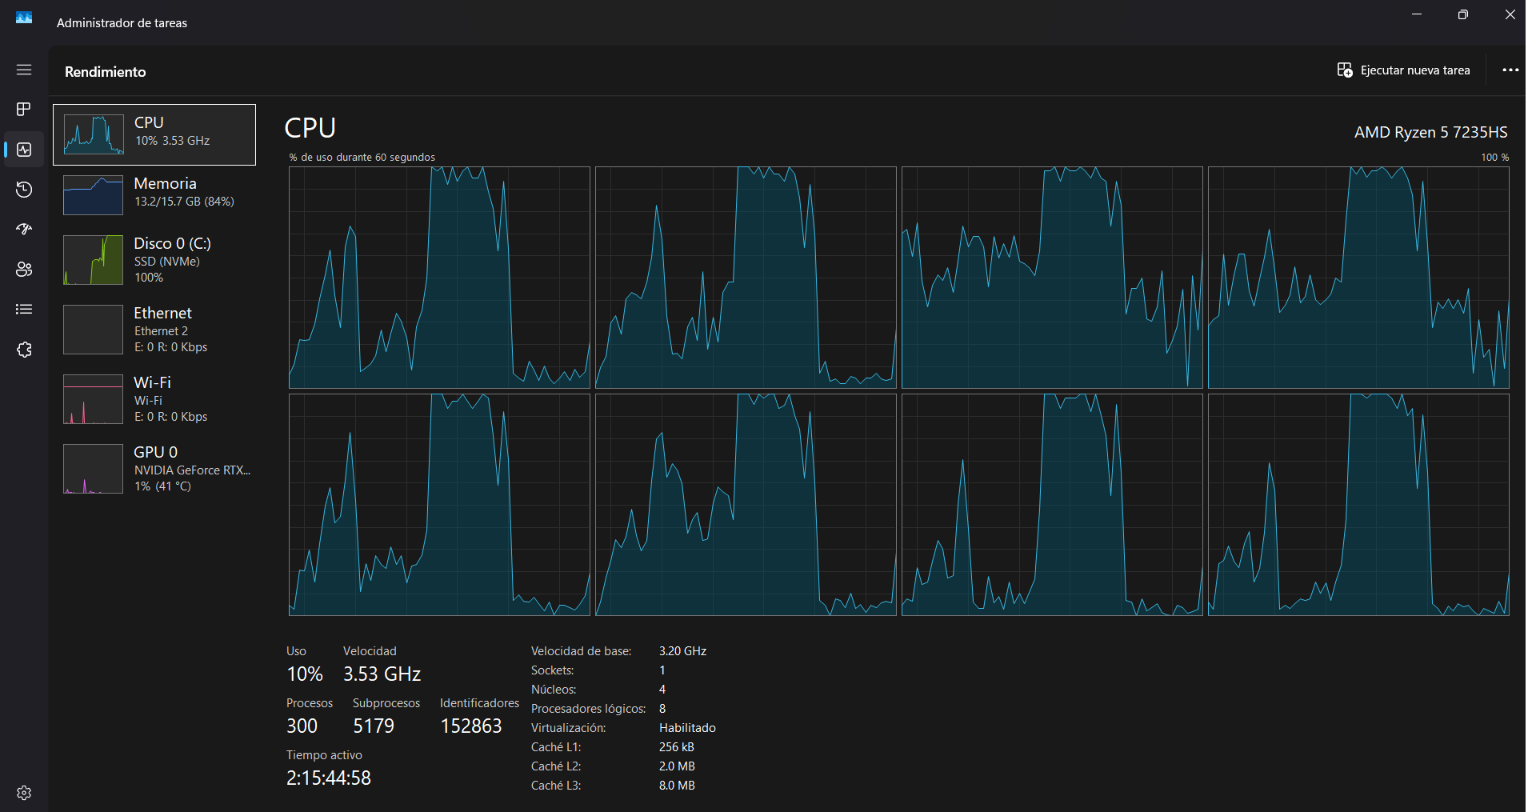 Administrador de tareas
Rendimiento
Ejecutar nueva tarea
CPU
10% 3.53 GHz
Memoria
13.2/15.7 GB (84%)
Disco 0 (C:)
SSD (NVMe)
100%
Ethernet
Ethernet 2
E: 0 R: 0 Kbps
Wi-Fi
Wi-Fi
E: 0 R: 0 Kbps
GPU 0
NVIDIA GeForce RTX...
1% (41 °C)
CPU
AMD Ryzen 5 7235HS
% de uso durante 60 segundos
100 %
Uso
10%
Velocidad
3.53 GHz
Procesos
300
Subprocesos
5179
Identificadores
152863
Tiempo activo
2:15:44:58
Velocidad de base: 3.20 GHz
Sockets: 1
Núcleos: 4
Procesadores lógicos: 8
Virtualización: Habilitado
Caché L1: 256 kB
Caché L2: 2.0 MB
Caché L3: 8.0 MB